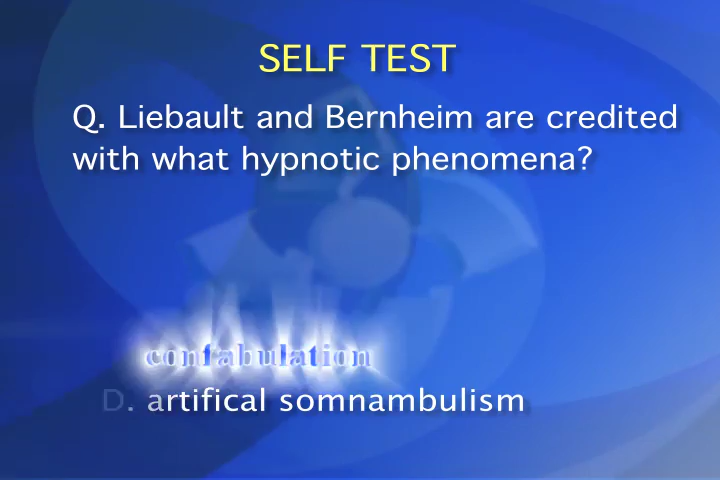 SELF TEST
Q. Liebault and Bernheim are credited
with what hypnotic phenomena?
confabulation
D. artifical somnambulism